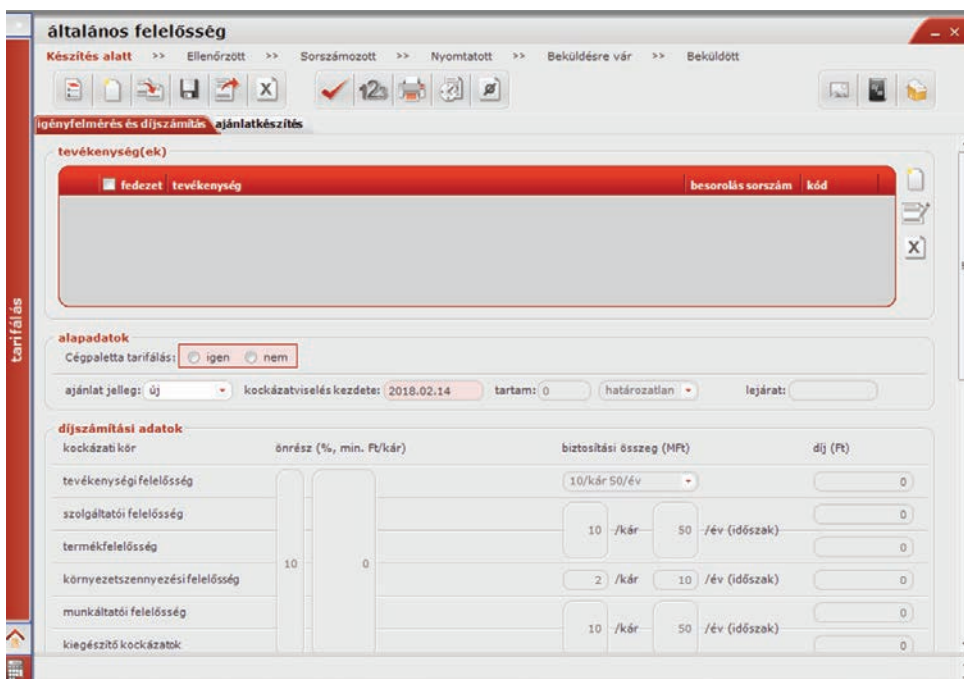 általános felelősség
Készítés alatt >> Ellenőrzött >> Sorszámozott >> Nyomtatott >> Beküldésre vár >> Beküldött
123
igényfelmérés és díjszámítás ajánlatkészítés
tevékenység(ek)
fedezet tevékenység besorolás sorszám kód
tarifálás
alapadatok
Cégpaletta tarifálás: igen nem
ajánlat jelleg: új kockázatviselés kezdete: 2018.02.14 tartam: 0 határozatlan lejárat:
díjszámítási adatok
kockázati kör önrész (%, min. Ft/kár) biztosítási összeg (MFt) díj (Ft)
tevékenységi felelősség 10/kár 50/év 0
szolgáltatói felelősség 0
10 /kár 50 /év (időszak)
termékfelelősség 0
10 0
környezetszennyezési felelősség 2 /kár 10 /év (időszak) 0
munkáltatói felelősség 0
10 /kár 50 /év (időszak)
kiegészítő kockázatok 0